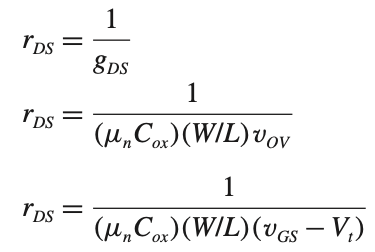 r_{DS} = \frac{1}{g_{DS}}
r_{DS} = \frac{1}{(\mu_n C_{ox})(W/L)v_{OV}}
r_{DS} = \frac{1}{(\mu_n C_{ox})(W/L)(v_{GS} - V_t)}